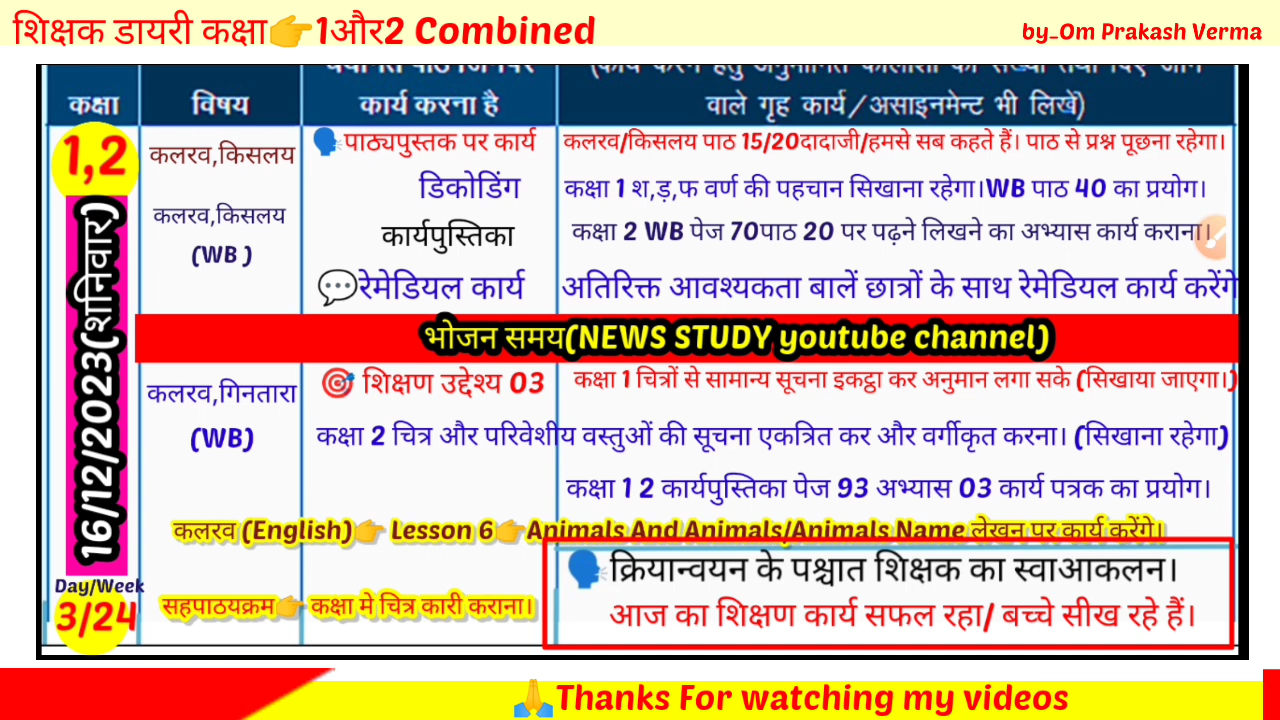 शिक्षक डायरी कक्षा👉1और2 Combined
by-Om Prakash Verma
कक्षा
विषय
कार्य करना है
वाले गृह कार्य/असाइनमेन्ट भी लिखें)
1,2
16/12/2023(शनिवार)
Day/Week
3/24
कलरव,किसलय
🗣️पाठ्यपुस्तक पर कार्य
कलरव/किसलय पाठ 15/20दादाजी/हमसे सब कहते हैं। पाठ से प्रश्न पूछना रहेगा।
डिकोडिंग
कक्षा 1 श,ड़,फ वर्ण की पहचान सिखाना रहेगा।WB पाठ 40 का प्रयोग।
कलरव,किसलय
(WB )
कार्यपुस्तिका
कक्षा 2 WB पेज 70पाठ 20 पर पढ़ने लिखने का अभ्यास कार्य कराना।
💬रेमेडियल कार्य
अतिरिक्त आवश्यकता बालें छात्रों के साथ रेमेडियल कार्य करेंगे
भोजन समय(NEWS STUDY youtube channel)
कलरव,गिनतारा
(WB)
🎯 शिक्षण उद्देश्य 03
कक्षा 1 चित्रों से सामान्य सूचना इकट्ठा कर अनुमान लगा सके (सिखाया जाएगा।)
कक्षा 2 चित्र और परिवेशीय वस्तुओं की सूचना एकत्रित कर और वर्गीकृत करना। (सिखाना रहेगा)
कक्षा 1 2 कार्यपुस्तिका पेज 93 अभ्यास 03 कार्य पत्रक का प्रयोग।
कलरव (English)👉 Lesson 6👉Animals And Animals/Animals Name लेखन पर कार्य करेंगे।
सहपाठयक्रम👉 कक्षा मे चित्र कारी कराना।
🗣️क्रियान्वयन के पश्चात शिक्षक का स्वाआकलन।
आज का शिक्षण कार्य सफल रहा/ बच्चे सीख रहे हैं।
🙏Thanks For watching my videos